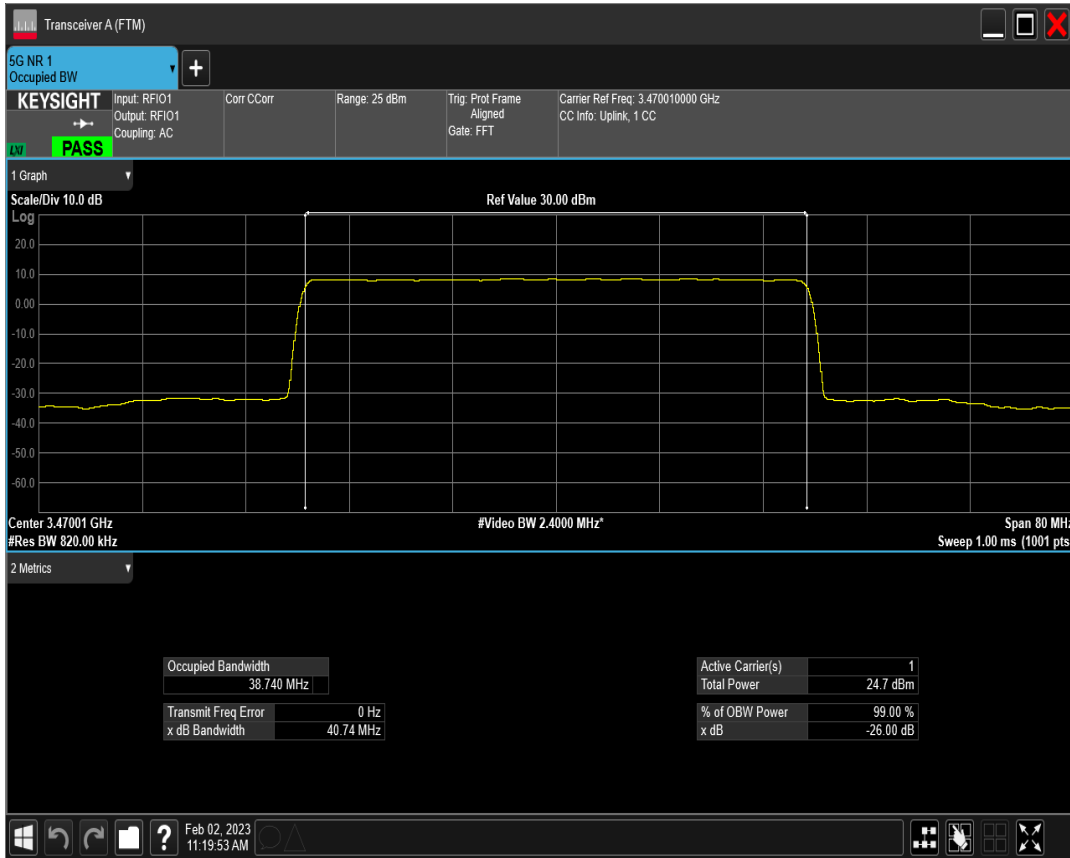 Transceiver A (FTM)
5G NR 1
Occupied BW
+
KEYSIGHT
LXI
PASS
Input: RFIO1
Output: RFIO1
Coupling: AC
Corr CCorr
Range: 25 dBm
Trig: Prot Frame
Aligned
Gate: FFT
Carrier Ref Freq: 3.470010000 GHz
CC Info: Uplink, 1 CC
1 Graph
Scale/Div 10.0 dB
Ref Value 30.00 dBm
Log
20.0
10.0
0.00
-10.0
-20.0
-30.0
-40.0
-50.0
-60.0
Center 3.47001 GHz
#Video BW 2.4000 MHz*
Span 80 MHz
#Res BW 820.00 kHz
Sweep 1.00 ms (1001 pts
2 Metrics
Occupied Bandwidth
38.740 MHz
Transmit Freq Error 0 Hz
x dB Bandwidth 40.74 MHz
Active Carrier(s) 1
Total Power 24.7 dBm
% of OBW Power 99.00 %
x dB -26.00 dB
?
Feb 02, 2023
11:19:53 AM